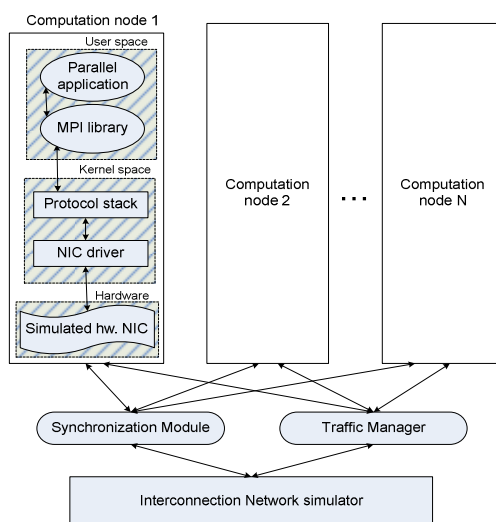 Computation node 1
User space
Parallel
application
MPI library
Kernel space
Protocol stack
NIC driver
Hardware
Simulated hw. NIC
Computation
node 2
...
Computation
node N
Synchronization Module
Traffic Manager
Interconnection Network simulator